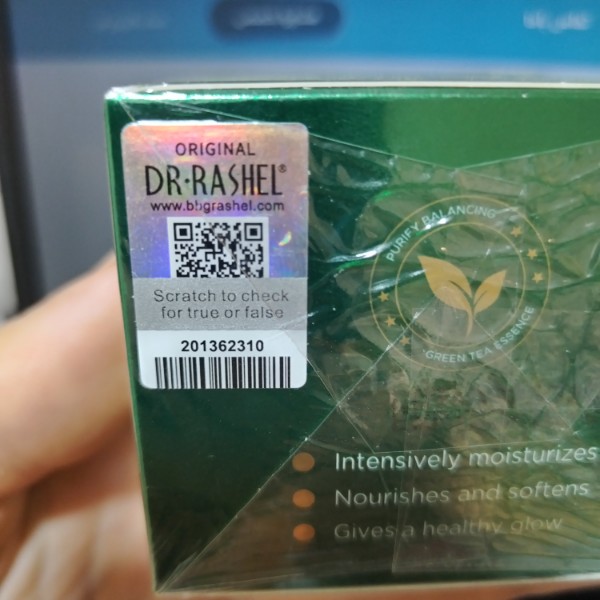 ORIGINAL
DR·RASHEL®
www.bbgrashel.com
Scratch to check
for true or false
201362310
PURIFY BALANCING
GREEN TEA ESSENCE
Intensively moisturizes
Nourishes and softens
Gives a healthy glow